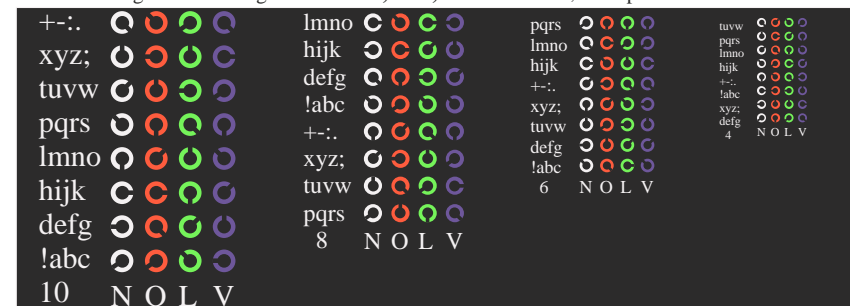 +-:.
xyz;
tuvw
pqrs
lmno
hijk
defg
!abc
10 N O L V
lmno
hijk
defg
!abc
+-:.
xyz;
tuvw
pqrs
8 N O L V
pqrs
lmno
hijk
+-:.
xyz;
tuvw
defg
!abc
6 N O L V
tuvw
pqrs
lmno
hijk
+-:.
!abc
xyz;
defg
4 N O L V